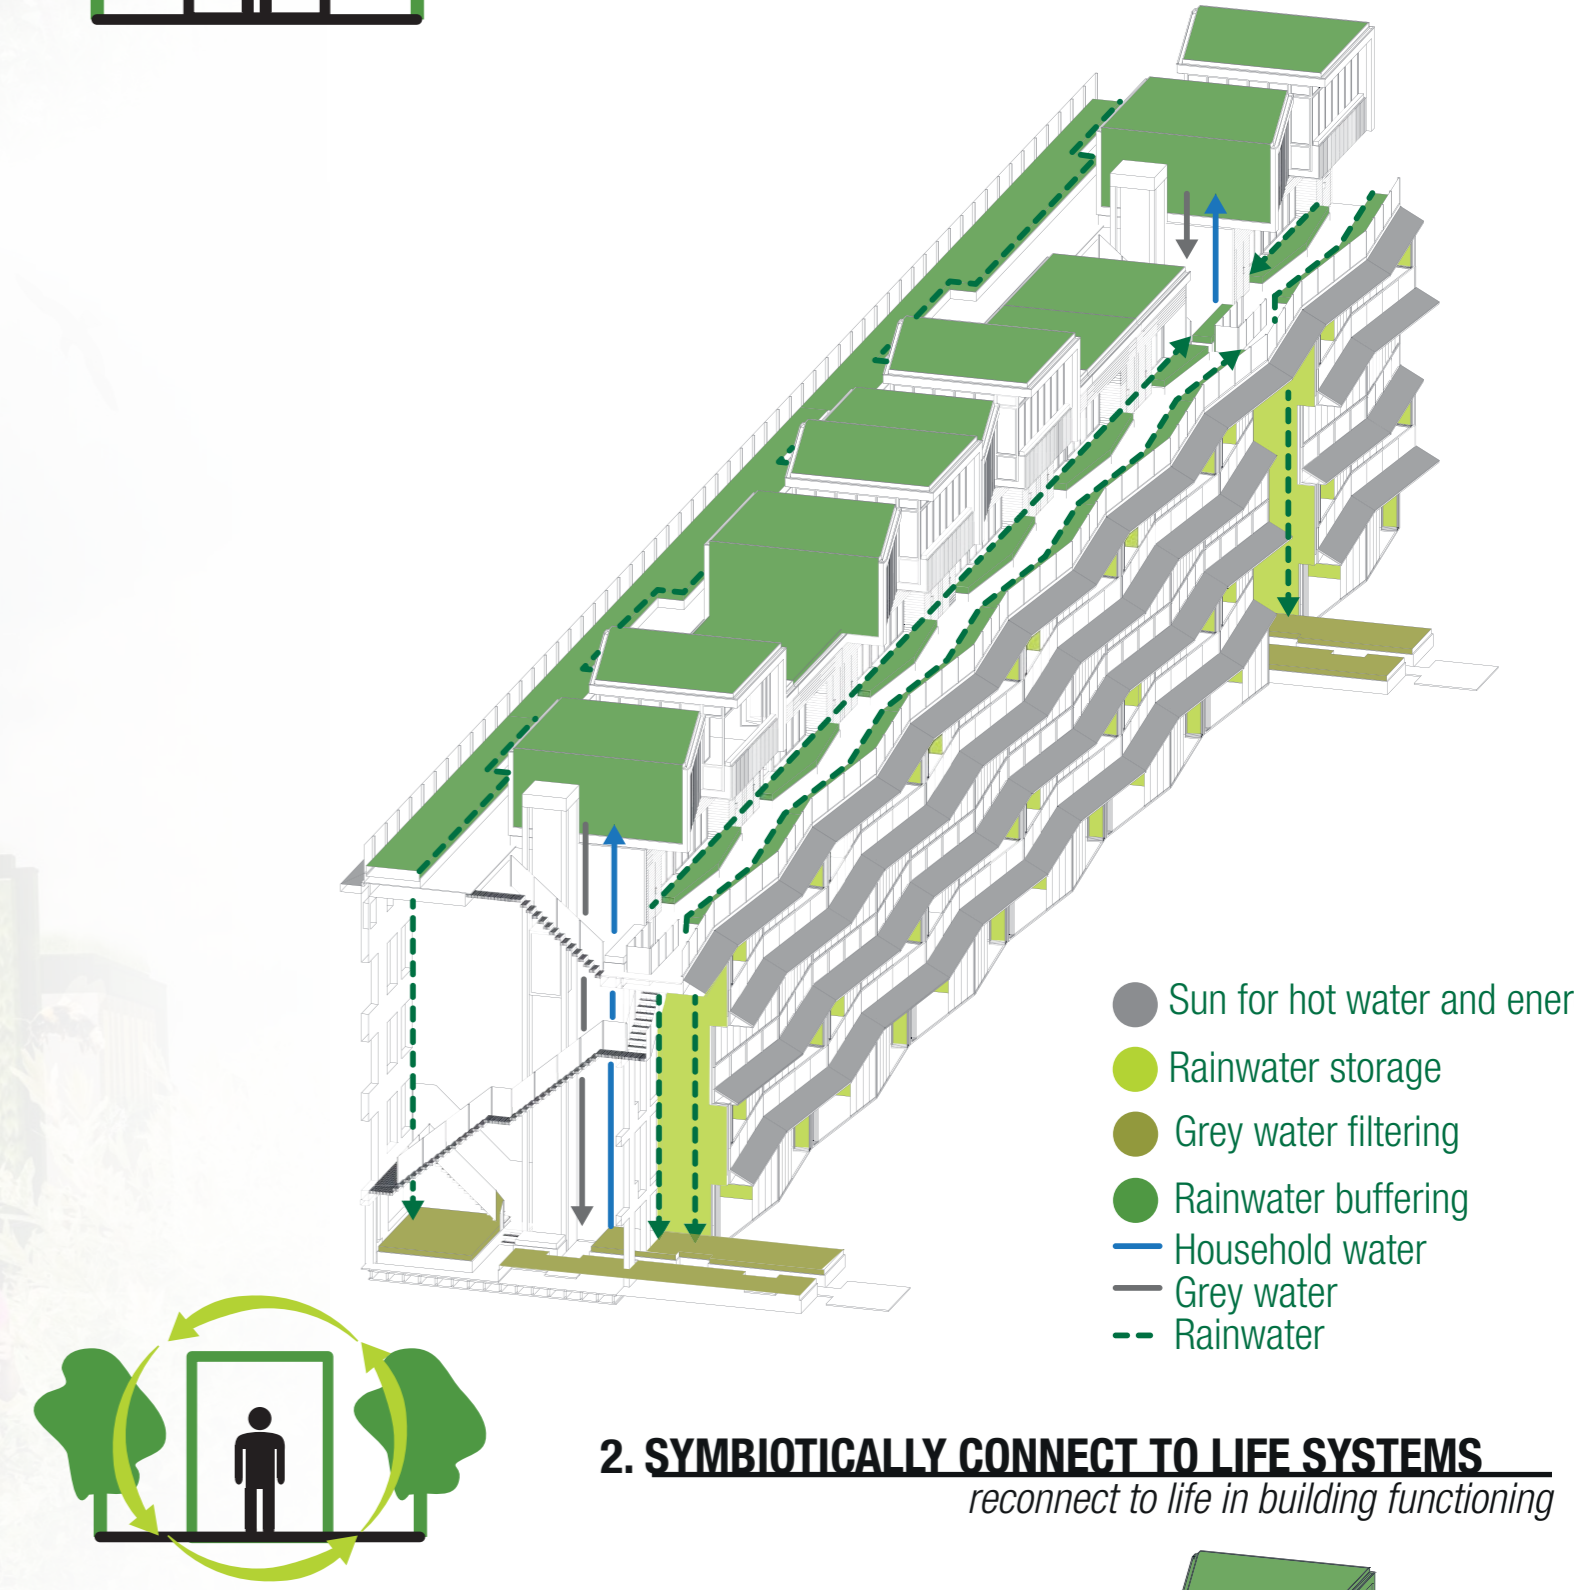 Sun for hot water and ener
Rainwater storage
Grey water filtering
Rainwater buffering
Household water
Grey water
Rainwater
2. SYMBIOTICALLY CONNECT TO LIFE SYSTEMS
reconnect to life in building functioning